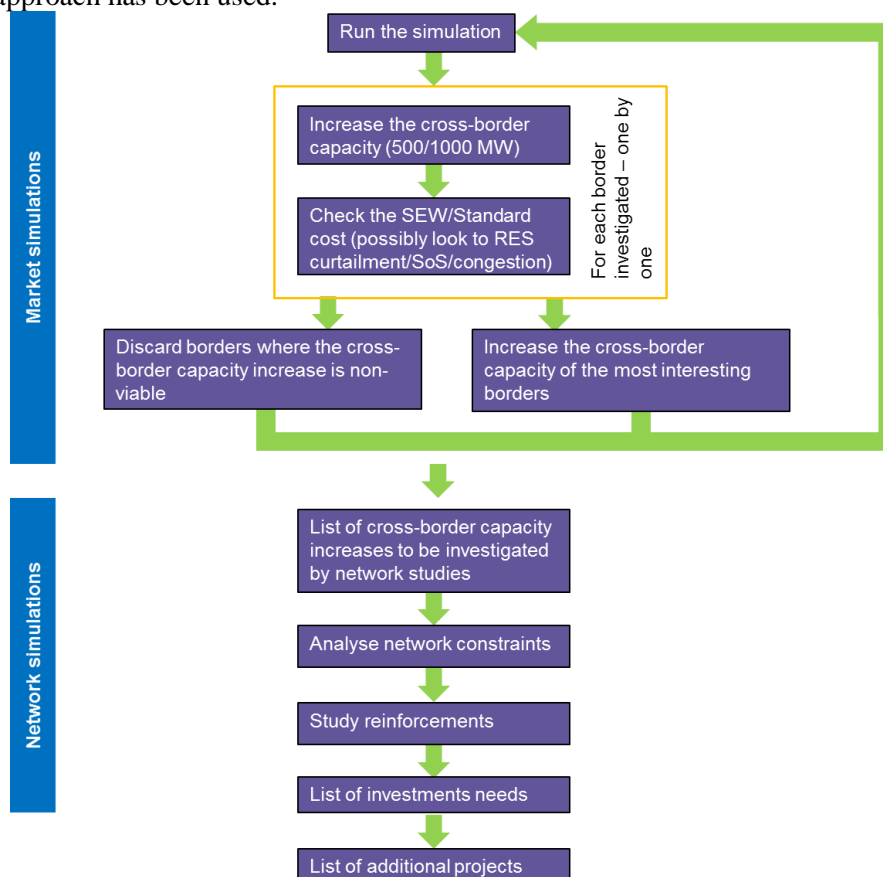 approach has been used.
Run the simulation
Market simulations
Increase the cross-border
capacity (500/1000 MW)
Check the SEW/Standard
cost (possibly look to RES
curtailment/SoS/congestion)
For each border
investigated – one by
one
Discard borders where the cross-
border capacity increase is non-
viable
Increase the cross-border
capacity of the most interesting
borders
Network simulations
List of cross-border capacity
increases to be investigated
by network studies
Analyse network constraints
Study reinforcements
List of investments needs
List of additional projects